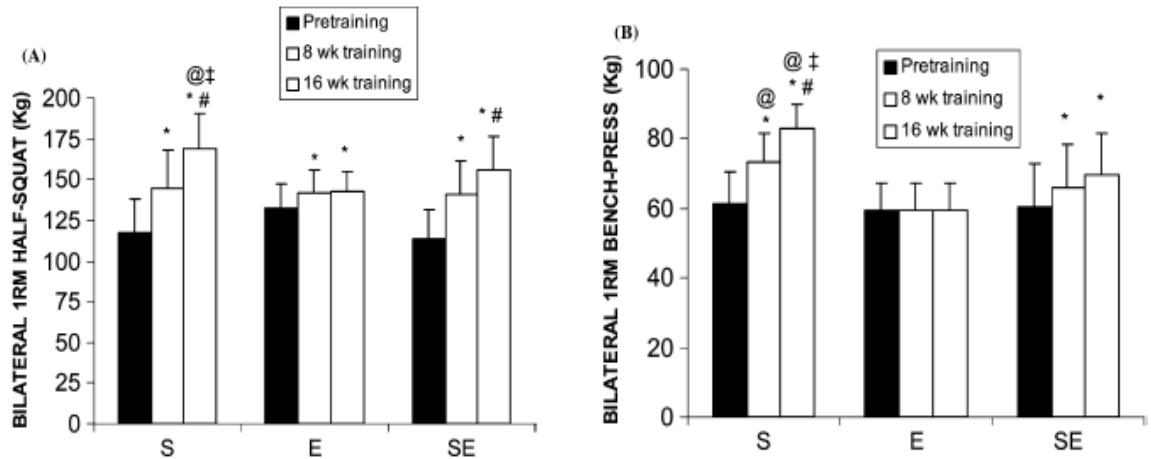 (A)
Pretraining
8 wk training
16 wk training
BILATERAL 1RM HALF-SQUAT (Kg)
200
175
150
125
100
75
50
25
0
*
@‡
* #
*
*
*
* #
S
E
SE
(B)
Pretraining
8 wk training
16 wk training
BILATERAL 1RM BENCH-PRESS (Kg)
100
80
60
40
20
0
@
*
@ ‡
* #
*
*
S
E
SE